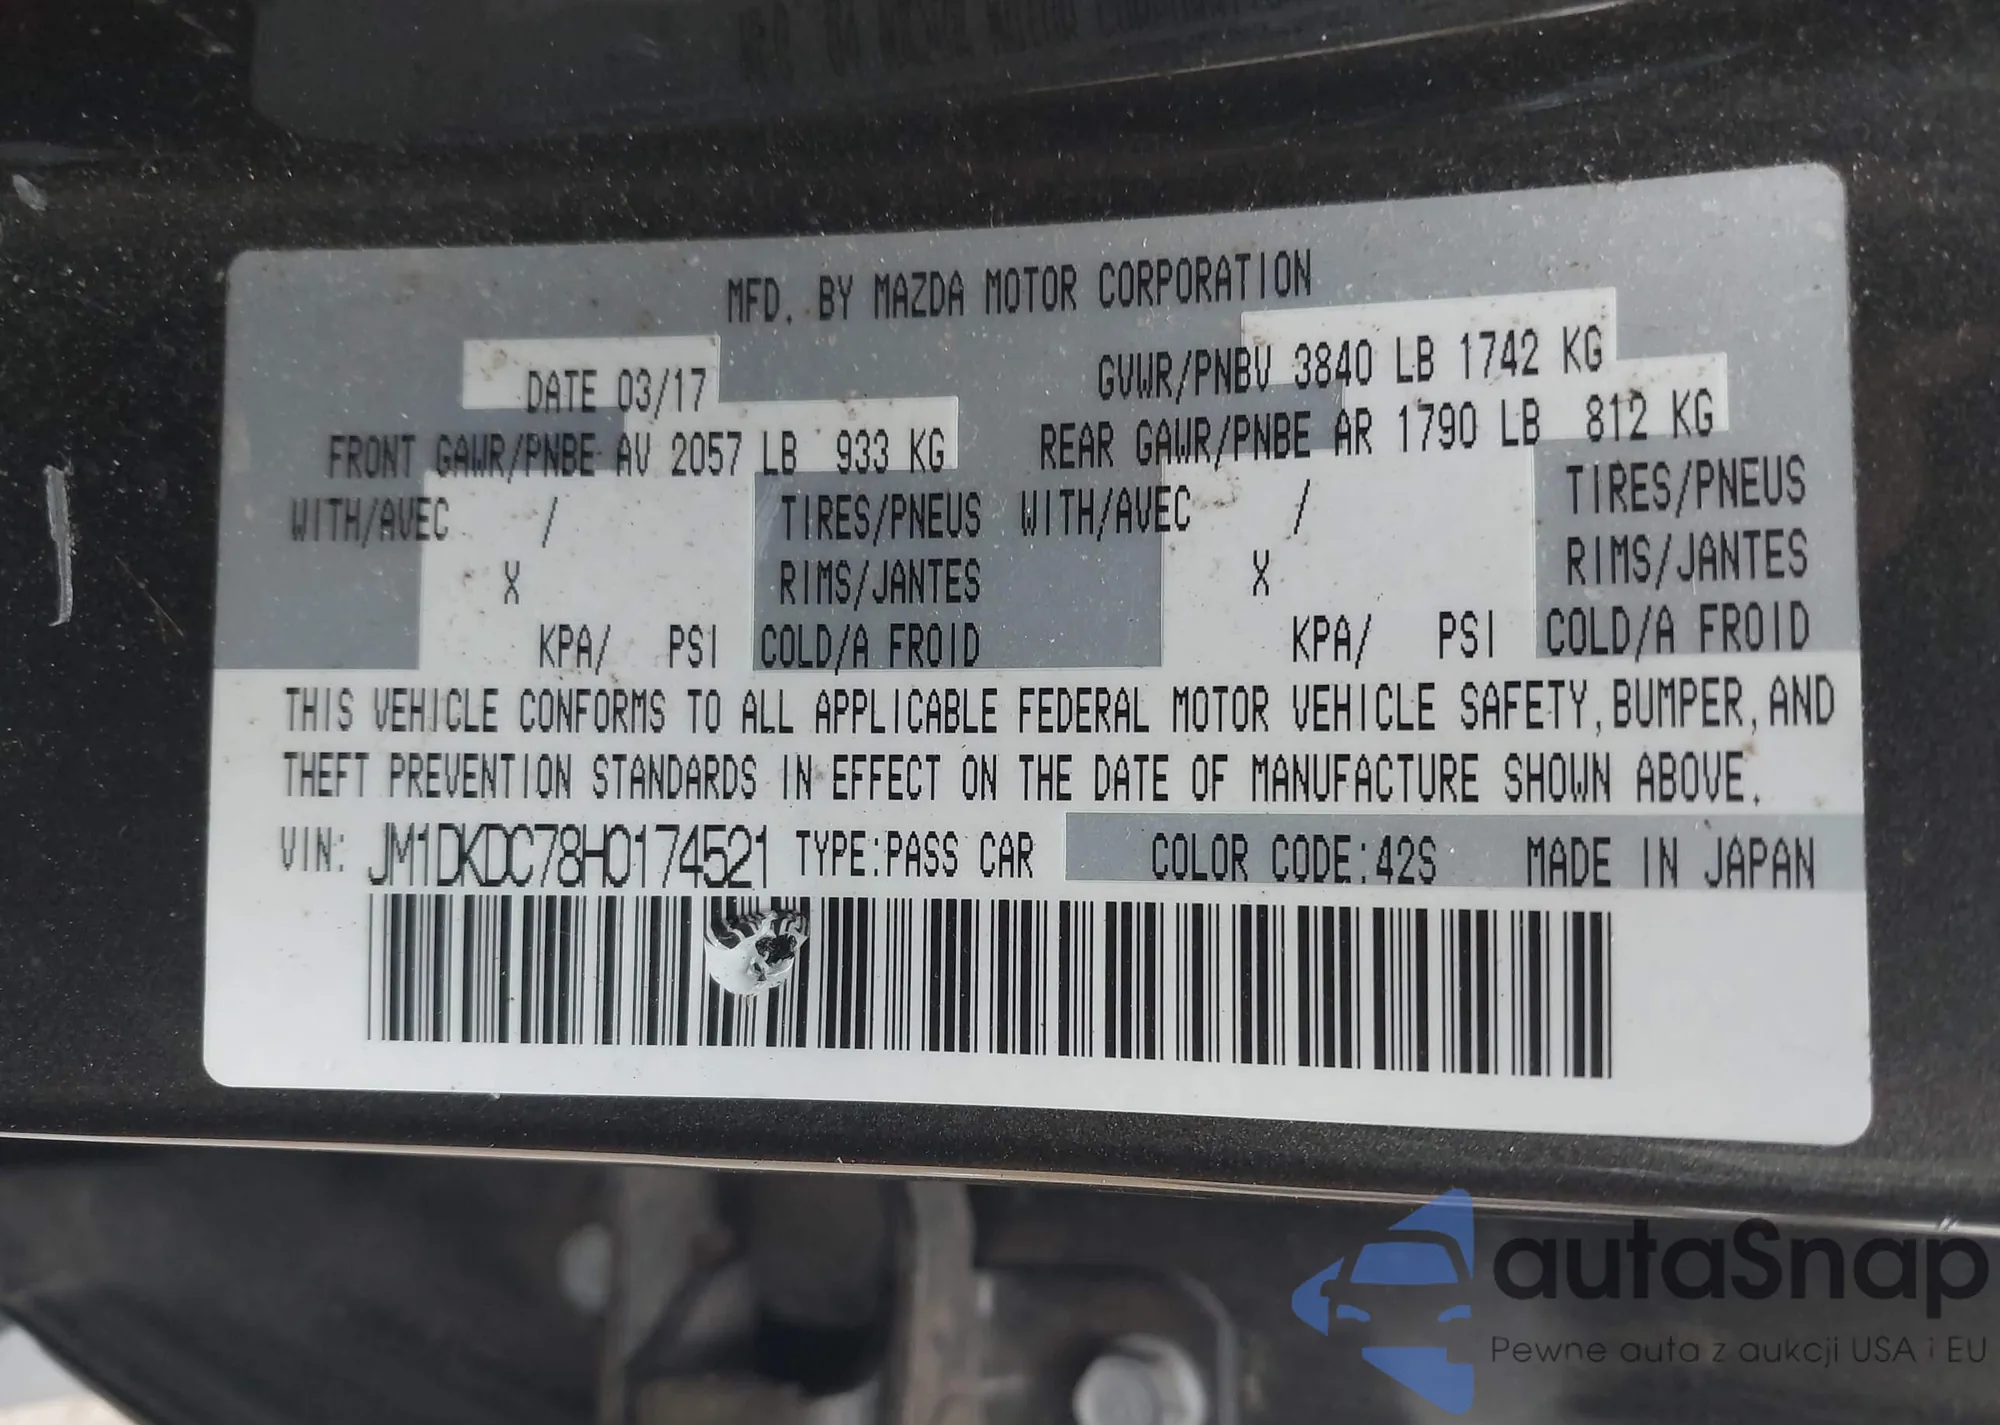 MFD. BY MAZDA MOTOR CORPORATION
DATE 03/17
GVWR/PNBV 3840 LB 1742 KG
FRONT GAWR/PNBE AV 2057 LB 933 KG
REAR GAWR/PNBE AR 1790 LB 812 KG
WITH/AVEC / TIRES/PNEUS WITH/AVEC / TIRES/PNEUS
X RIMS/JANTES X RIMS/JANTES
KPA/ PSI COLD/A FROID KPA/ PSI COLD/A FROID
THIS VEHICLE CONFORMS TO ALL APPLICABLE FEDERAL MOTOR VEHICLE SAFETY, BUMPER, AND
THEFT PREVENTION STANDARDS IN EFFECT ON THE DATE OF MANUFACTURE SHOWN ABOVE.
VIN: JM1DKDC78H0174521 TYPE:PASS CAR COLOR CODE:42S MADE IN JAPAN
autoSnap
Pewne auta z aukcji USA i EU